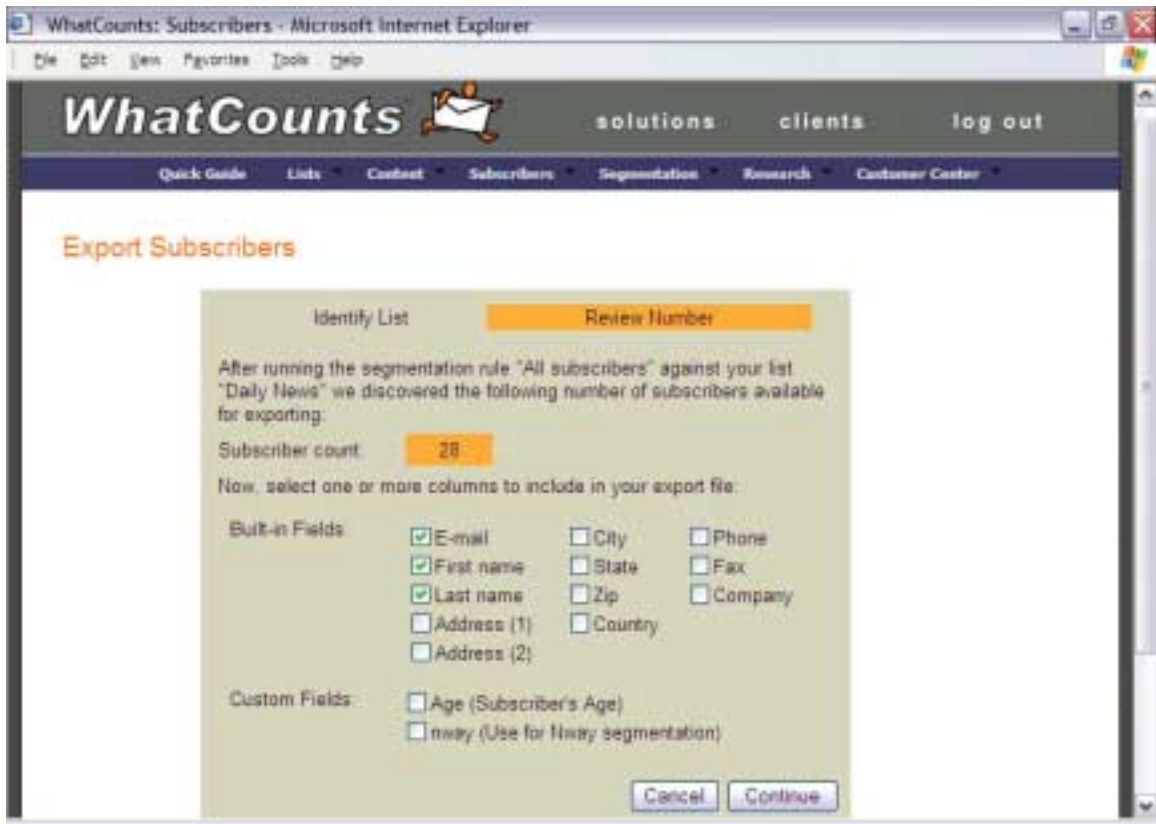 WhatCounts: Subscribers - Microsoft Internet Explorer
File Edit View Favorites Tools Help
WhatCounts solutions clients log out
Quick Guide Lists Content Subscribers Segmentation Research Customer Center
Export Subscribers
Identify List Review Number
After running the segmentation rule "All subscribers" against your list
"Daily News" we discovered the following number of subscribers available
for exporting:
Subscriber count: 28
Now, select one or more columns to include in your export file:
Built-in Fields: E-mail City Phone
First name State Fax
Last name Zip Company
Address (1) Country
Address (2)
Custom Fields: Age (Subscriber's Age)
nway (Use for Nway segmentation)
Cancel Continue